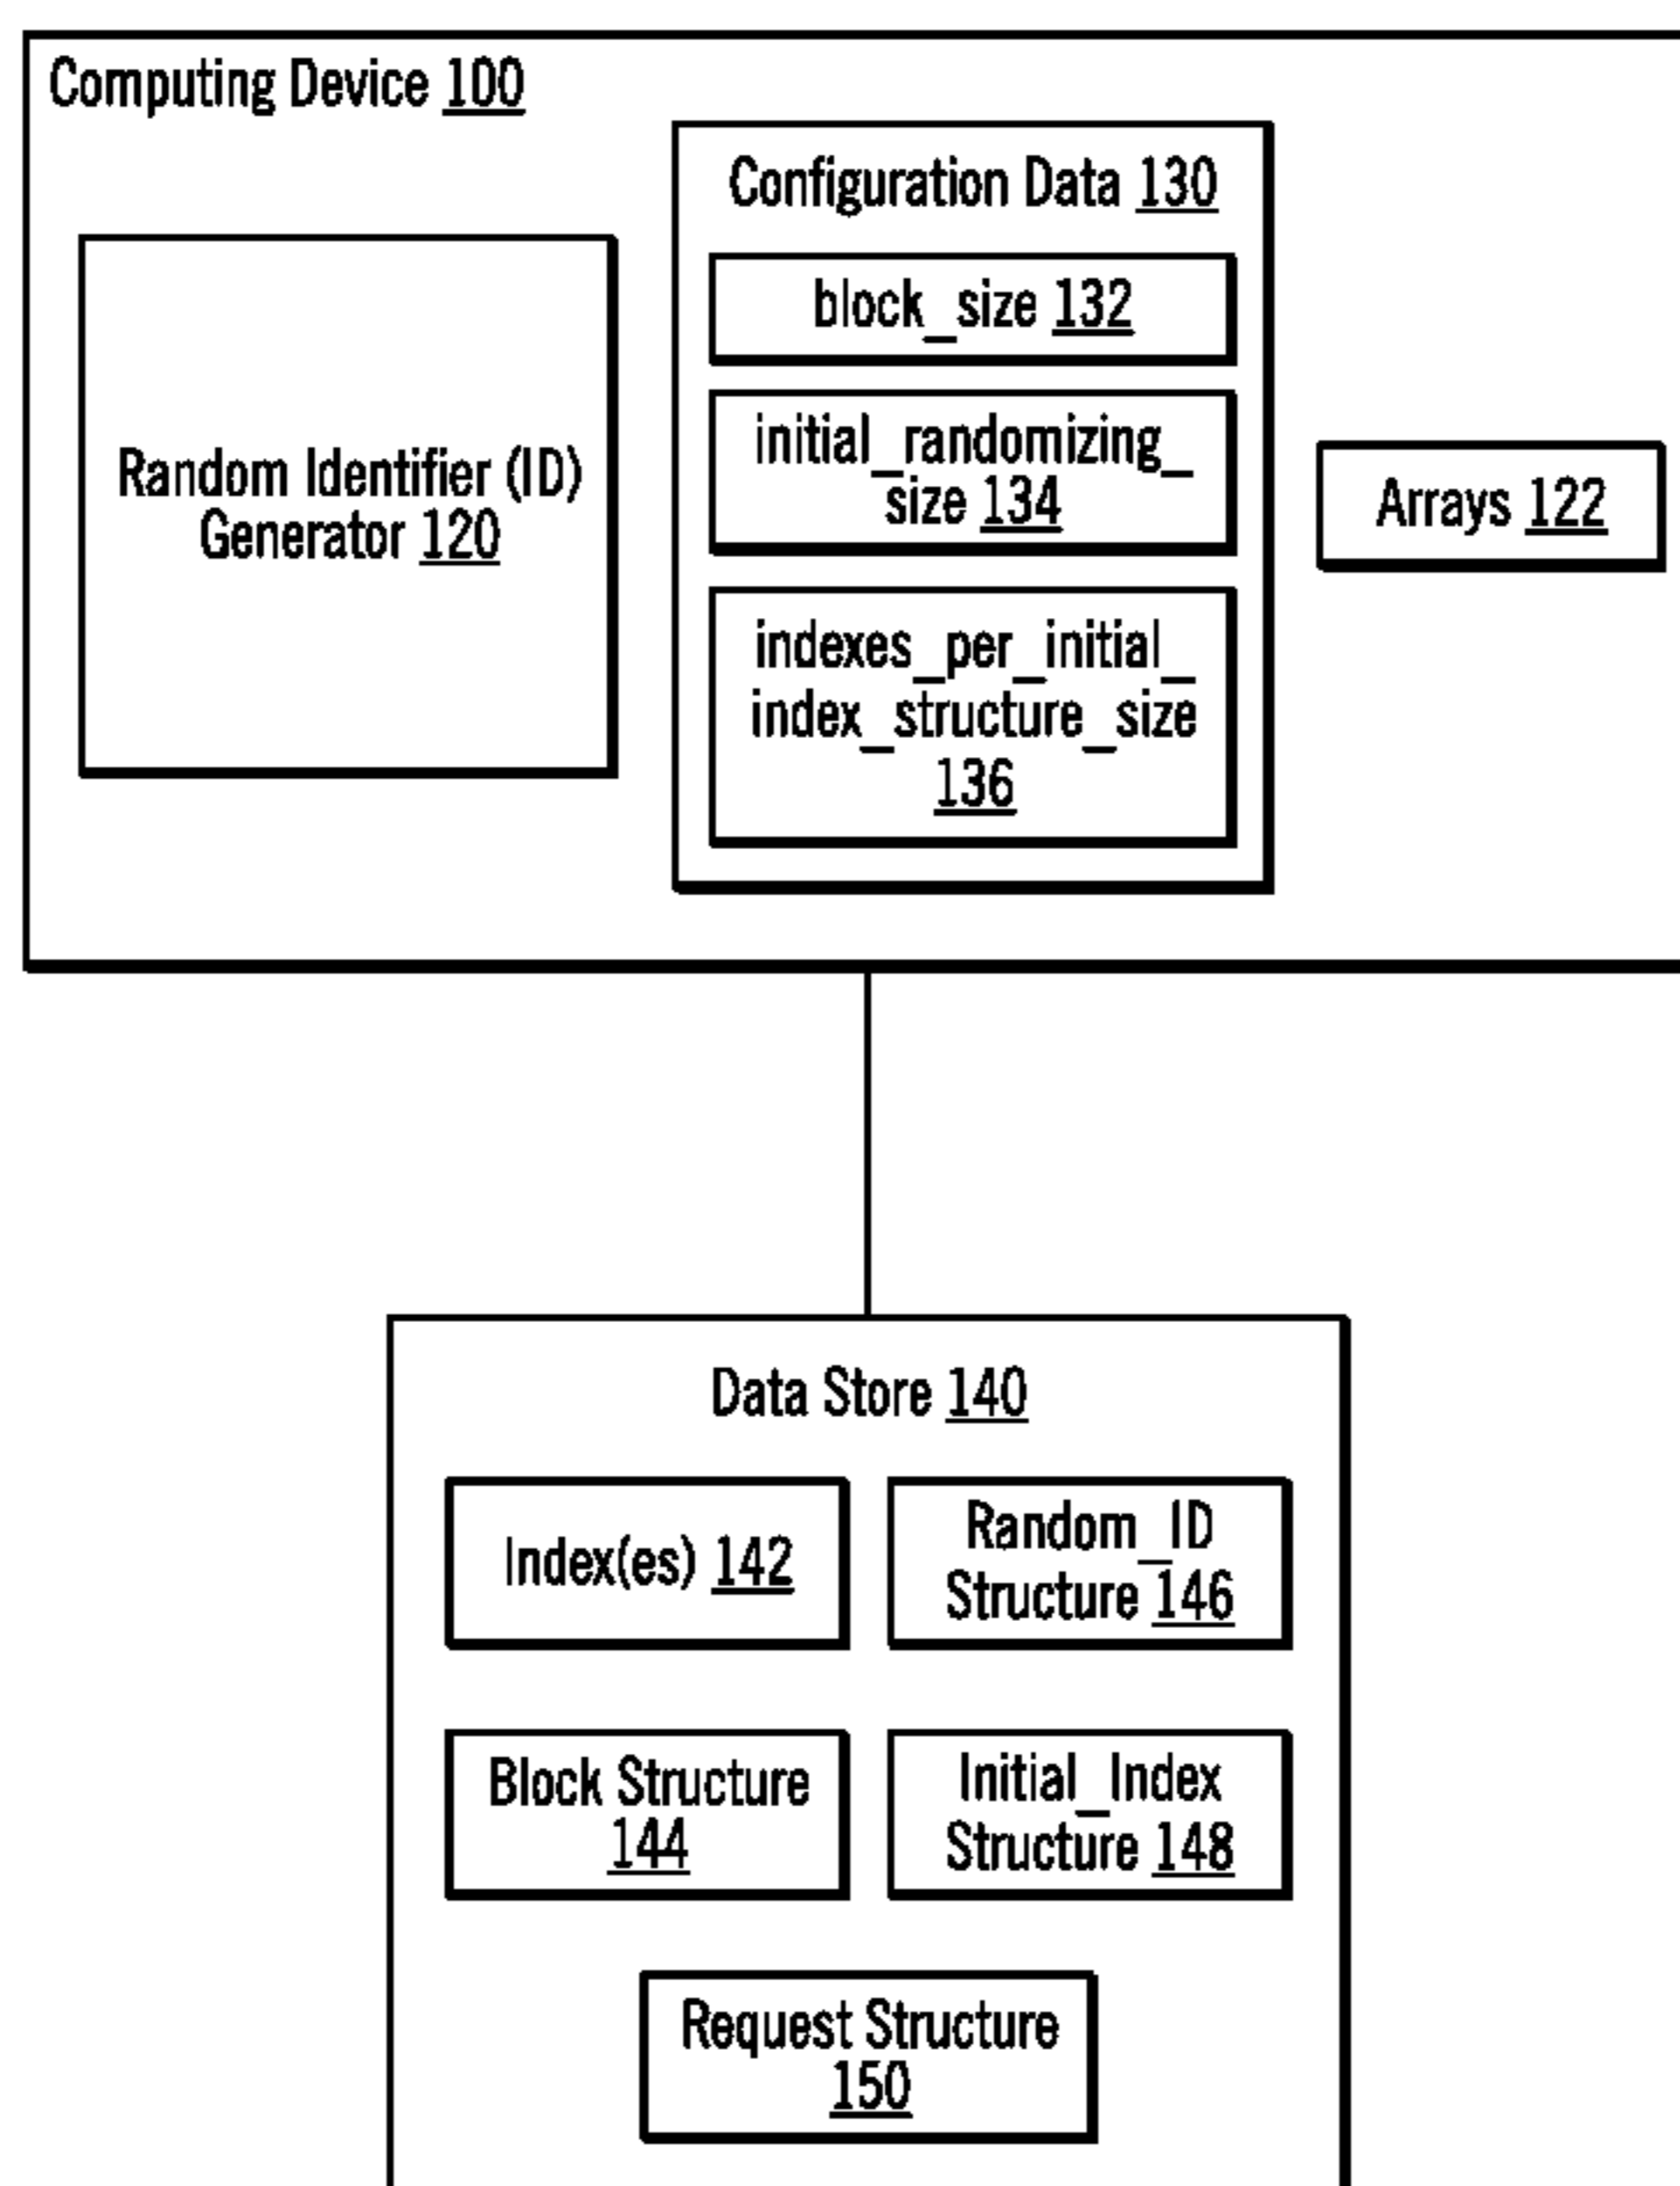 Computing Device 100
Configuration Data 130
block_size 132
initial_randomizing_
size 134
indexes_per_initial_
index_structure_size
136
Random Identifier (ID)
Generator 120
Arrays 122
Data Store 140
Index(es) 142
Random_ID
Structure 146
Block Structure
144
Initial_Index
Structure 148
Request Structure
150